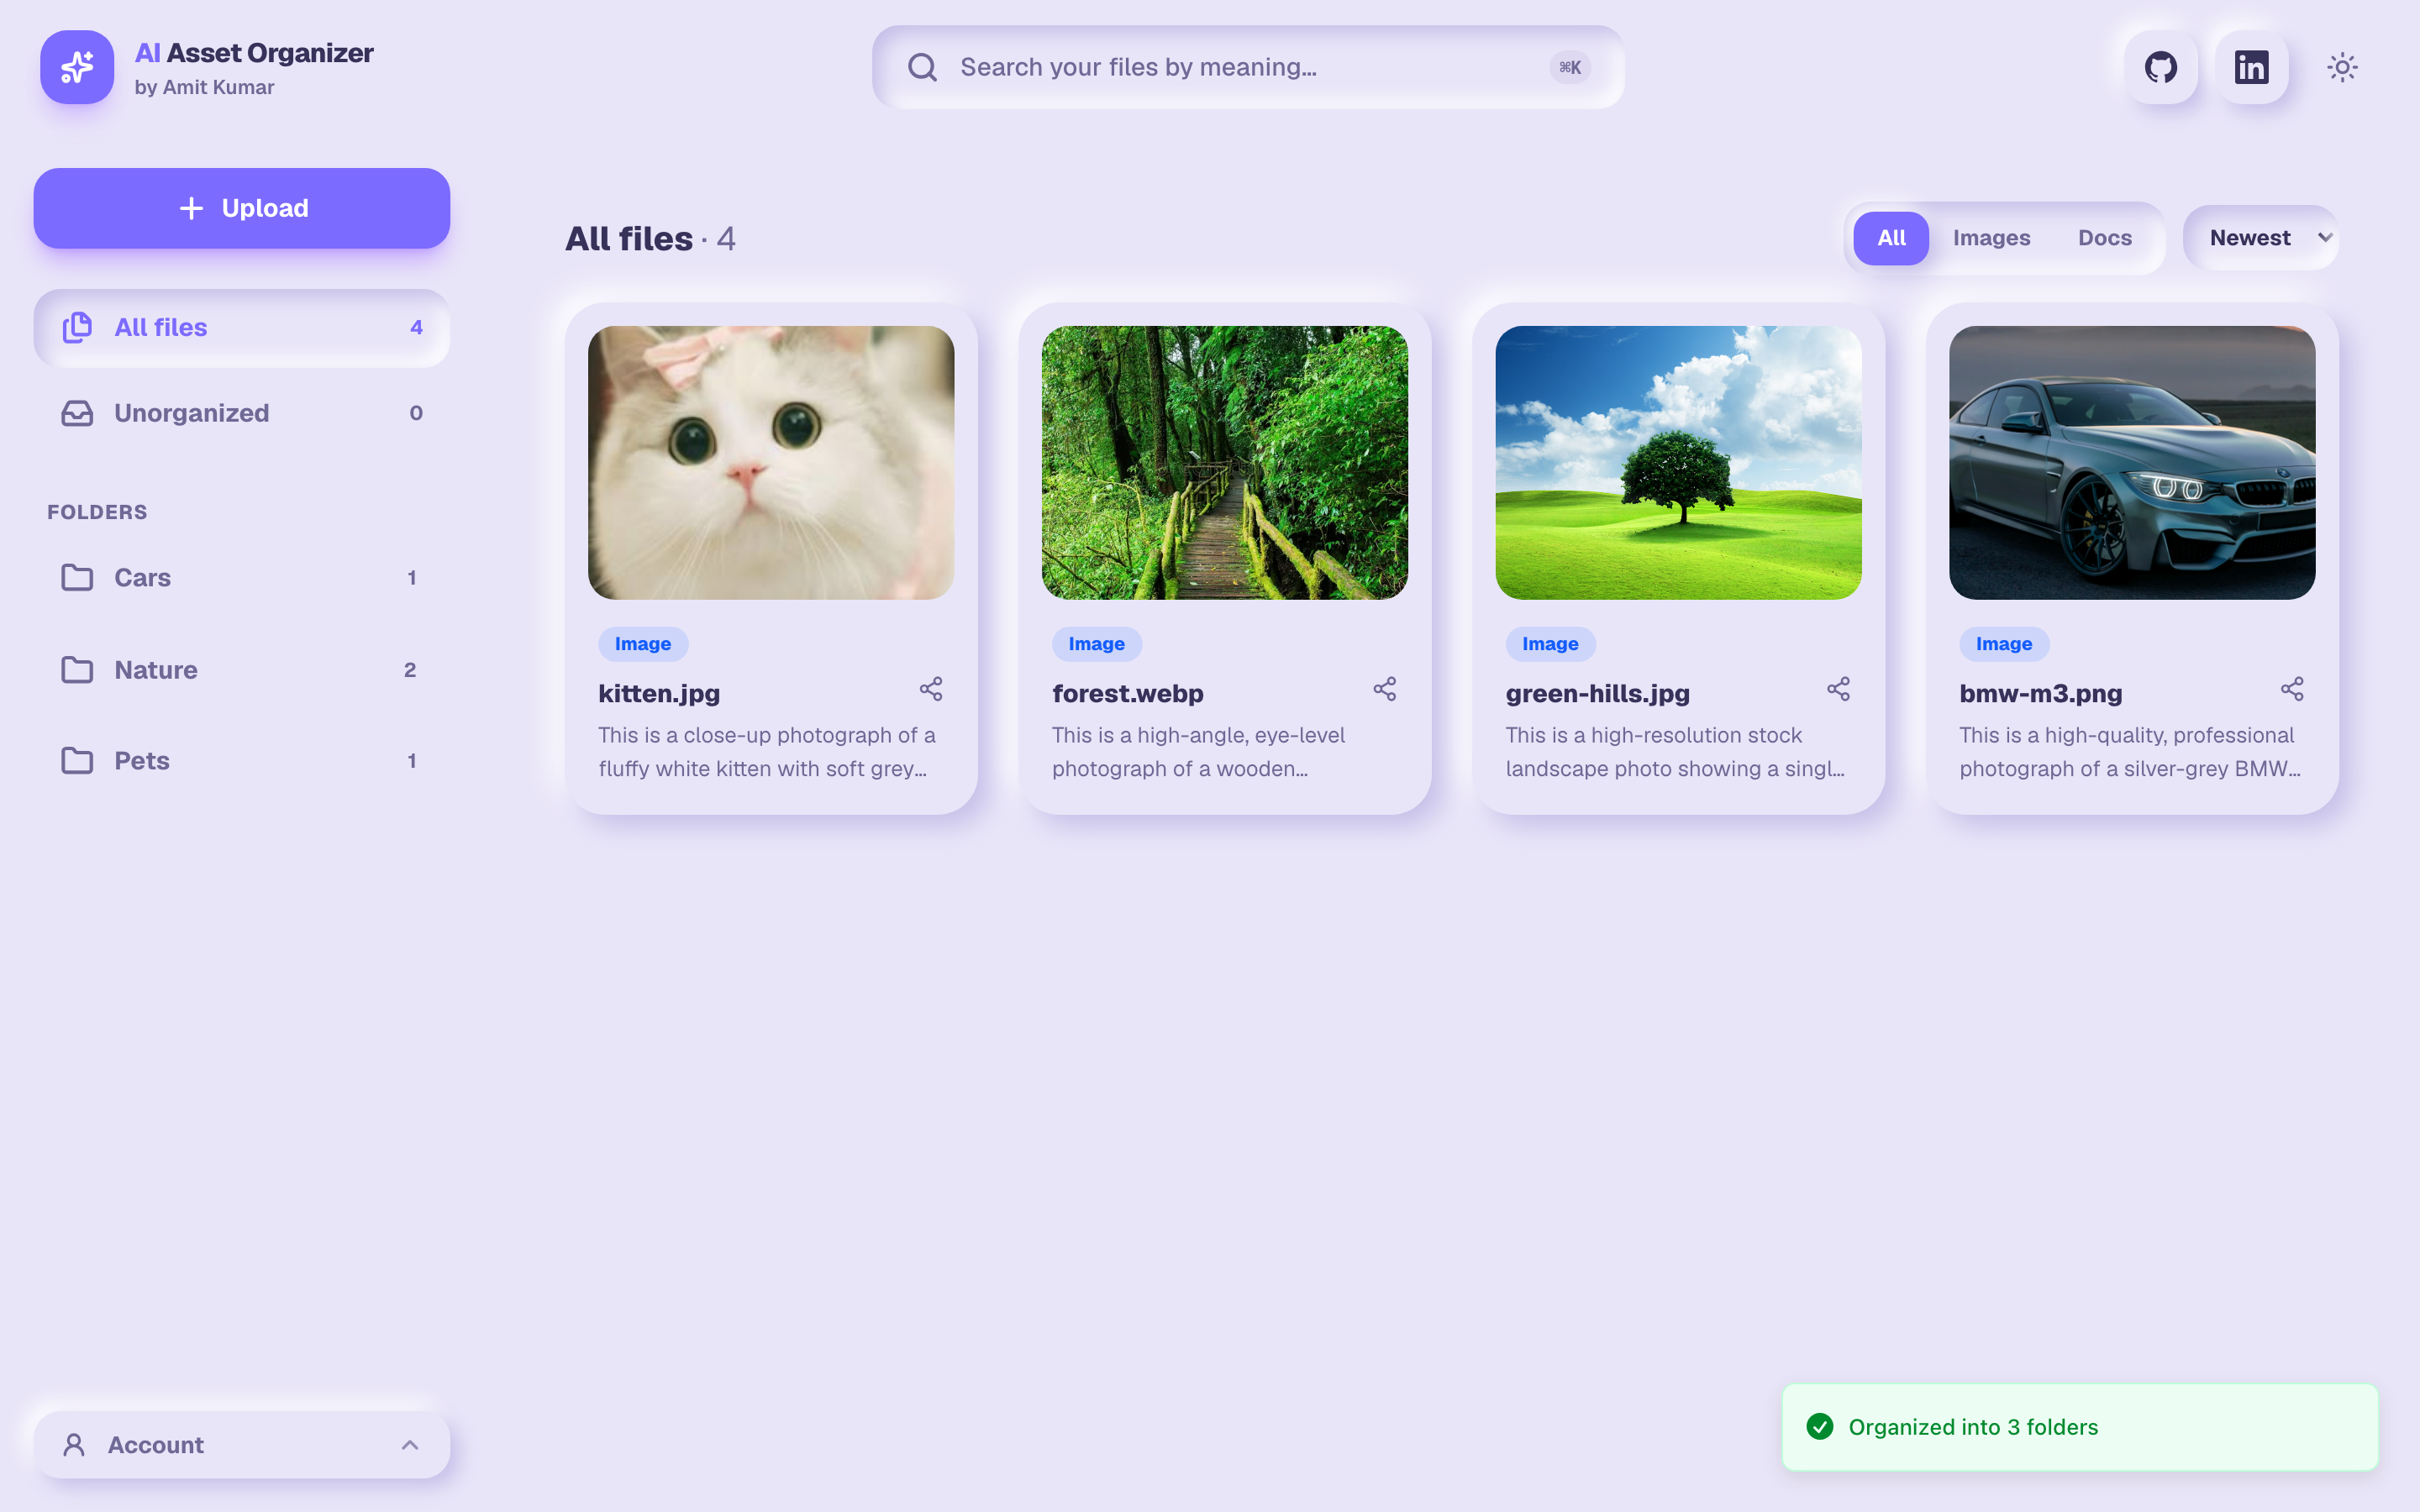 AI Asset Organizer
by Amit Kumar
Search your files by meaning...
⌘K
Upload
All files 4
Unorganized 0
FOLDERS
Cars 1
Nature 2
Pets 1
Account
All files · 4
All Images Docs
Newest
Image
kitten.jpg
This is a close-up photograph of a
fluffy white kitten with soft grey...
Image
forest.webp
This is a high-angle, eye-level
photograph of a wooden...
Image
green-hills.jpg
This is a high-resolution stock
landscape photo showing a singl...
Image
bmw-m3.png
This is a high-quality, professional
photograph of a silver-grey BMW...
Organized into 3 folders